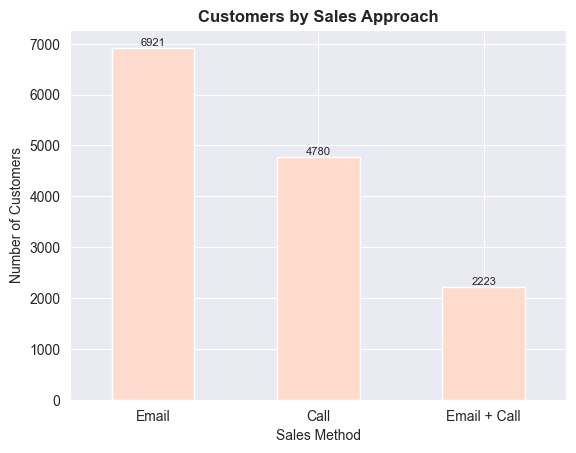 Customers by Sales Approach
7000
6000
5000
4000
3000
2000
1000
0
Number of Customers
6921
4780
2223
Email
Call
Email + Call
Sales Method